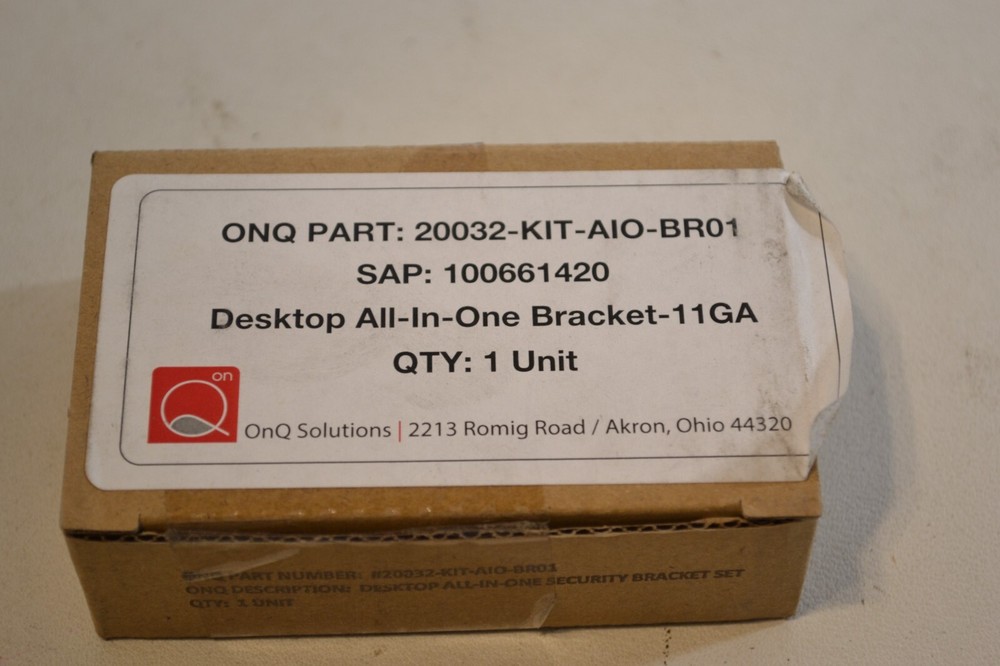 ONQ PART: 20032-KIT-AIO-BR01
SAP: 100661420
Desktop All-In-One Bracket-11GA
QTY: 1 Unit
on
Q
OnQ Solutions | 2213 Romig Road / Akron, Ohio 44320
ONQ PART NUMBER: #20032-KIT-AIO-BR01
ONQ DESCRIPTION: DESKTOP ALL-IN-ONE SECURITY BRACKET SET
QTY: 1 UNIT